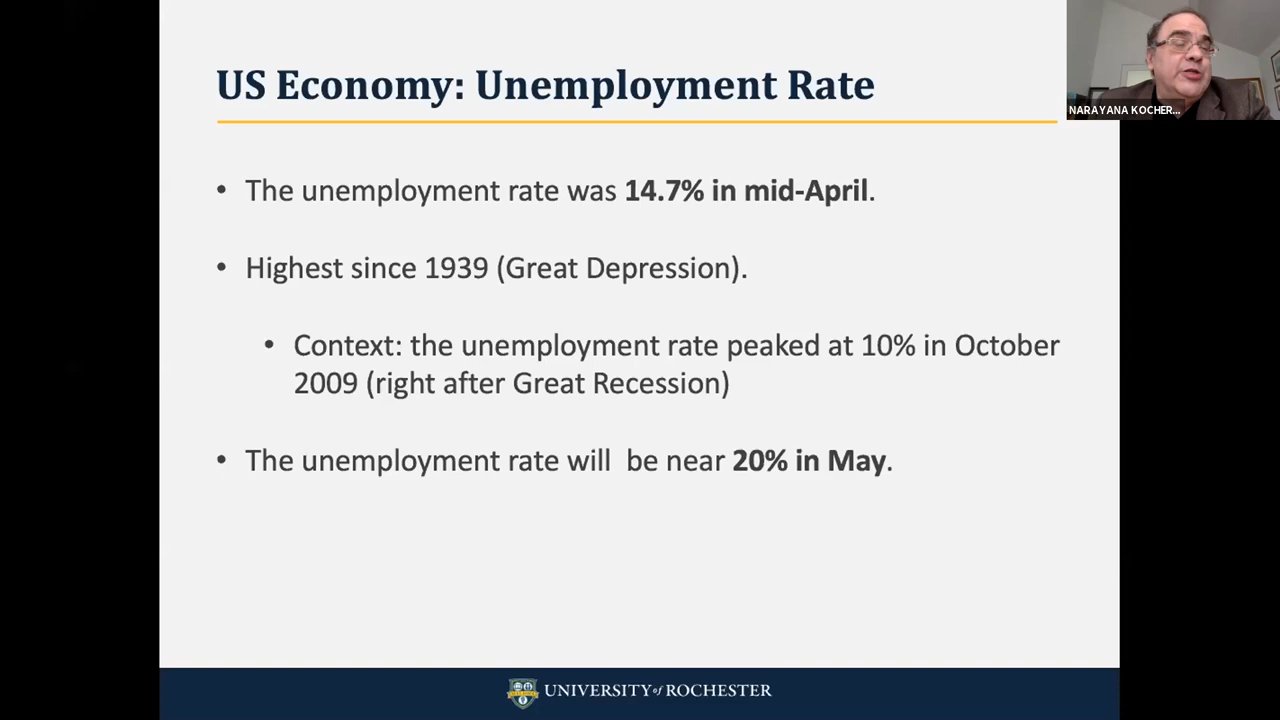 US Economy: Unemployment Rate
NARAYANA KOCHER...
• The unemployment rate was 14.7% in mid-April.
• Highest since 1939 (Great Depression).
• Context: the unemployment rate peaked at 10% in October
2009 (right after Great Recession)
• The unemployment rate will  be near 20% in May.
UNIVERSITY of ROCHESTER